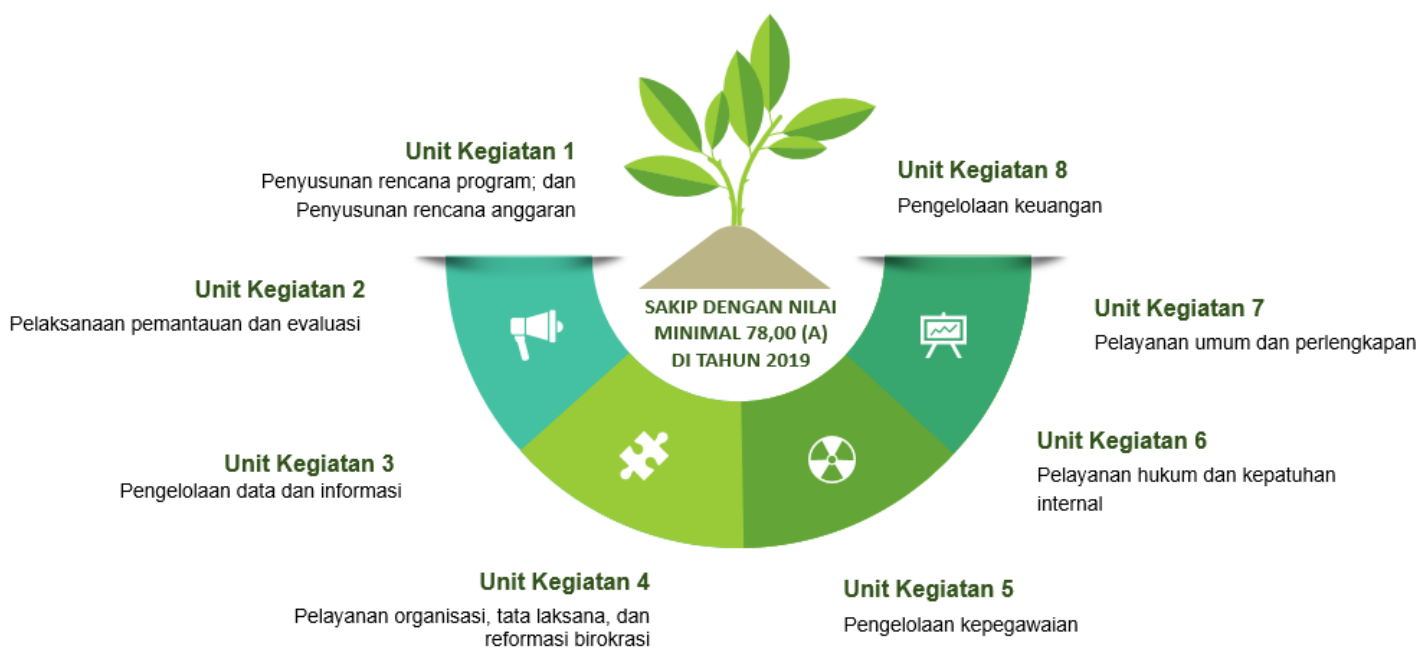 Unit Kegiatan 1
Penyusunan rencana program; dan
Penyusunan rencana anggaran
Unit Kegiatan 2
Pelaksanaan pemantauan dan evaluasi
Unit Kegiatan 3
Pengelolaan data dan informasi
Unit Kegiatan 4
Pelayanan organisasi, tata laksana, dan
reformasi birokrasi
Unit Kegiatan 5
Pengelolaan kepegawaian
Unit Kegiatan 6
Pelayanan hukum dan kepatuhan
internal
Unit Kegiatan 7
Pelayanan umum dan perlengkapan
Unit Kegiatan 8
Pengelolaan keuangan
SAKIP DENGAN NILAI
MINIMAL 78,00 (A)
DI TAHUN 2019